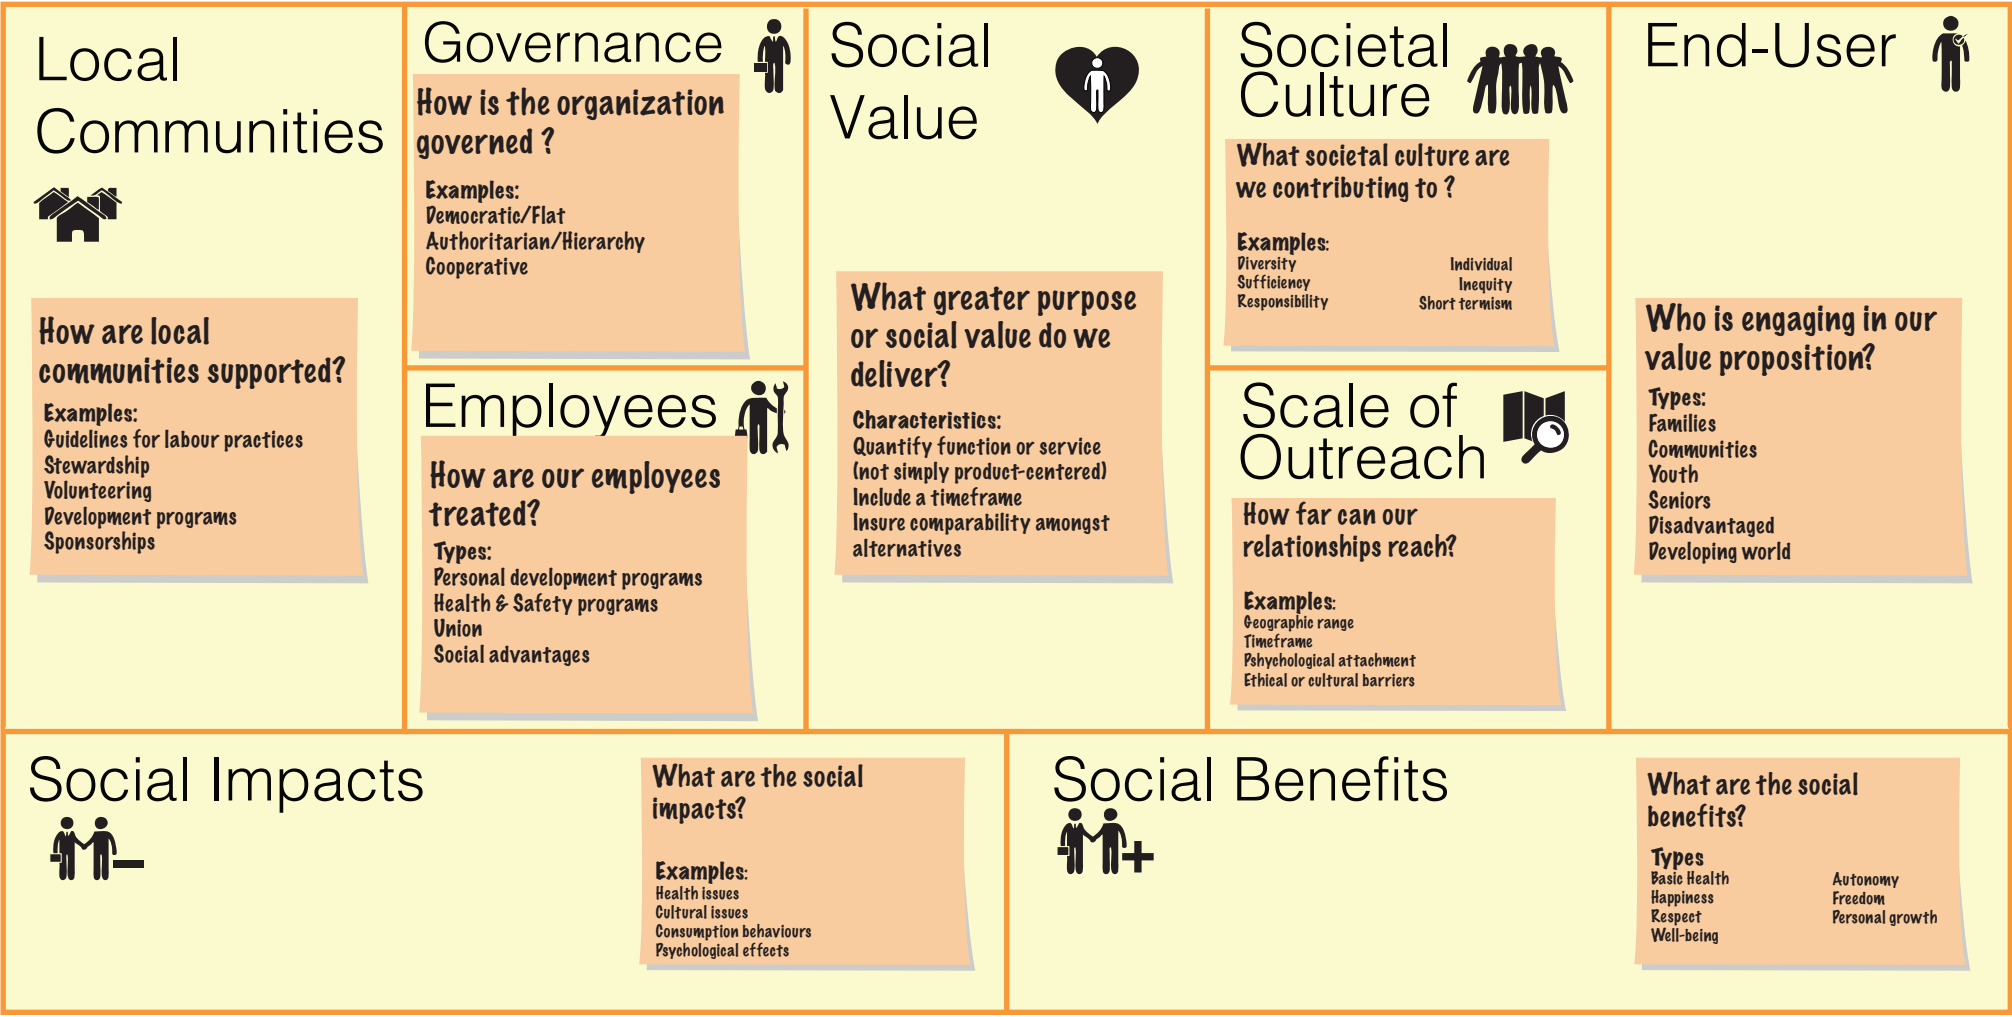 Local
Communities
How are local
communities supported?
Examples:
Guidelines for labour practices
Stewardship
Volunteering
Development programs
Sponsorships
Governance
How is the organization
governed ?
Examples:
Democratic/Flat
Authoritarian/Hierarchy
Cooperative
Employees
How are our employees
treated?
Types:
Personal development programs
Health & Safety programs
Union
Social advantages
Social
Value
What greater purpose
or social value do we
deliver?
Characteristics:
Quantify function or service
(not simply product-centered)
Include a timeframe
Insure comparability amongst
alternatives
Societal
Culture
What societal culture are
we contributing to ?
Examples:
Diversity
Sufficiency
Responsibility
Individual
Inequity
Short termism
Scale of
Outreach
How far can our
relationships reach?
Examples:
Geographic range
Timeframe
Pshychological attachment
Ethical or cultural barriers
End-User
Who is engaging in our
value proposition?
Types:
Families
Communities
Youth
Seniors
Disadvantaged
Developing world
Social Impacts
What are the social
impacts?
Examples:
Health issues
Cultural issues
Consumption behaviours
Psychological effects
Social Benefits
What are the social
benefits?
Types
Basic Health
Happiness
Respect
Well-being
Autonomy
Freedom
Personal growth